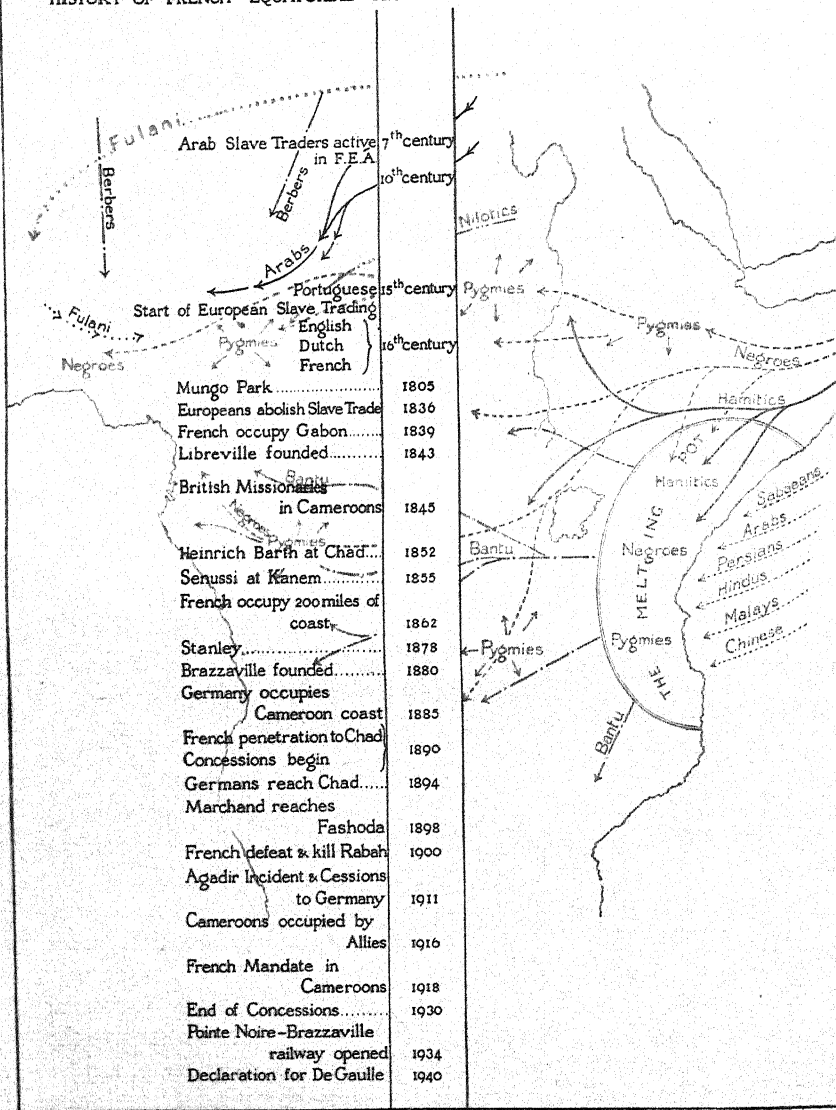 HISTORY OF FRENCH EQUATORIAL
Fulani
Berbers
Berbers
Arabs
Fulani
Negroes
Pygmies
Bantu
Negroes
Pygmies
Arab Slave Traders active 7th century
in F.E.A.
10th century
Portuguese 15th century
Start of European Slave Trading
English
Dutch 16th century
French
Mungo Park.................... 1805
Europeans abolish Slave Trade 1836
French occupy Gabon....... 1839
Libreville founded........... 1843
British Missionaries
in Cameroons 1845
Heinrich Barth at Chad.... 1852
Senussi at Kanem............ 1855
French occupy 200 miles of
coast 1862
Stanley.......................... 1878
Brazzaville founded.......... 1880
Germany occupies
Cameroon coast 1885
French penetration to Chad
Concessions begin 1890
Germans reach Chad..... 1894
Marchand reaches
Fashoda 1898
French defeat & kill Rabah 1900
Agadir Incident & Cessions
to Germany 1911
Cameroons occupied by
Allies 1916
French Mandate in
Cameroons 1918
End of Concessions......... 1930
Pointe Noire-Brazzaville
railway opened 1934
Declaration for De Gaulle 1940
Nilotics
Pygmies
Pygmies
Negroes
Hamitics
THE MELTING POT
Hamitics
Negroes
Pygmies
Bantu
Pygmies
Bantu
Sabaeans
Arabs
Persians
Hindus
Malays
Chinese